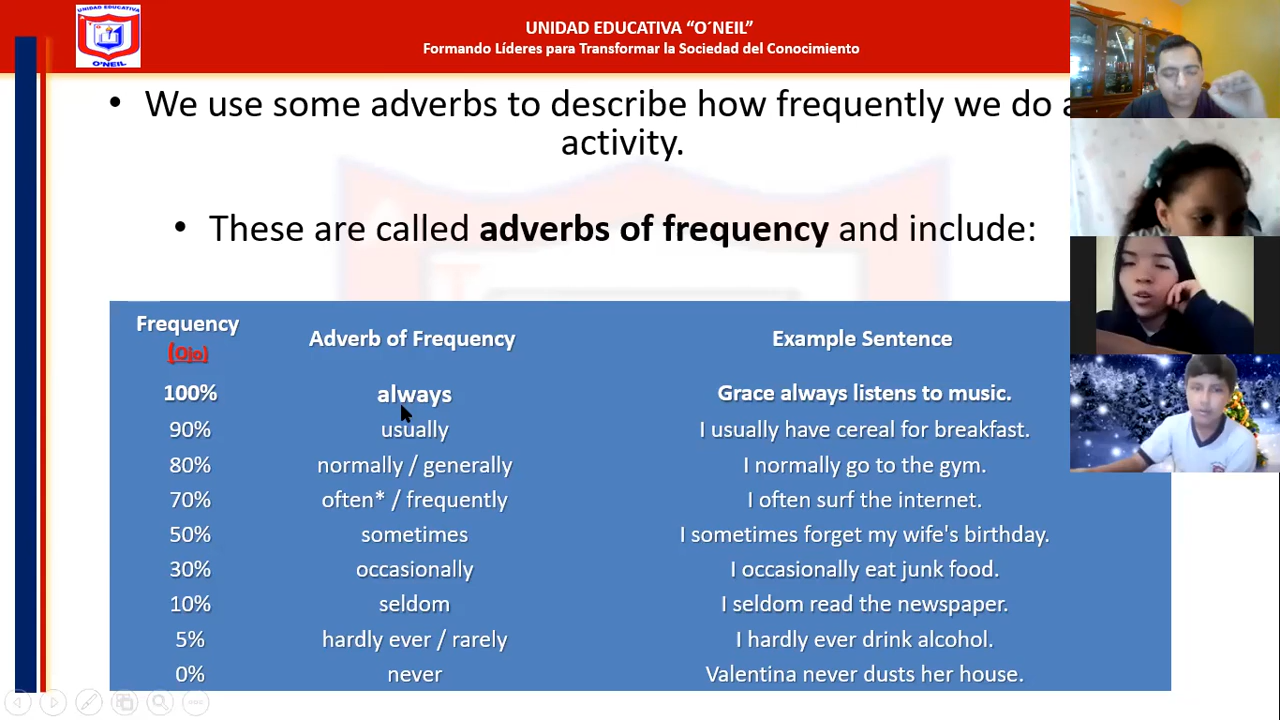 UNIDAD EDUCATIVA
O'NEIL
UNIDAD EDUCATIVA “O´NEIL”
Formando Líderes para Transformar la Sociedad del Conocimiento
• We use some adverbs to describe how frequently we do a
activity.
• These are called adverbs of frequency and include:
Frequency (Ojo) Adverb of Frequency Example Sentence
100% always Grace always listens to music.
90% usually I usually have cereal for breakfast.
80% normally / generally I normally go to the gym.
70% often* / frequently I often surf the internet.
50% sometimes I sometimes forget my wife's birthday.
30% occasionally I occasionally eat junk food.
10% seldom I seldom read the newspaper.
5% hardly ever / rarely I hardly ever drink alcohol.
0% never Valentina never dusts her house.